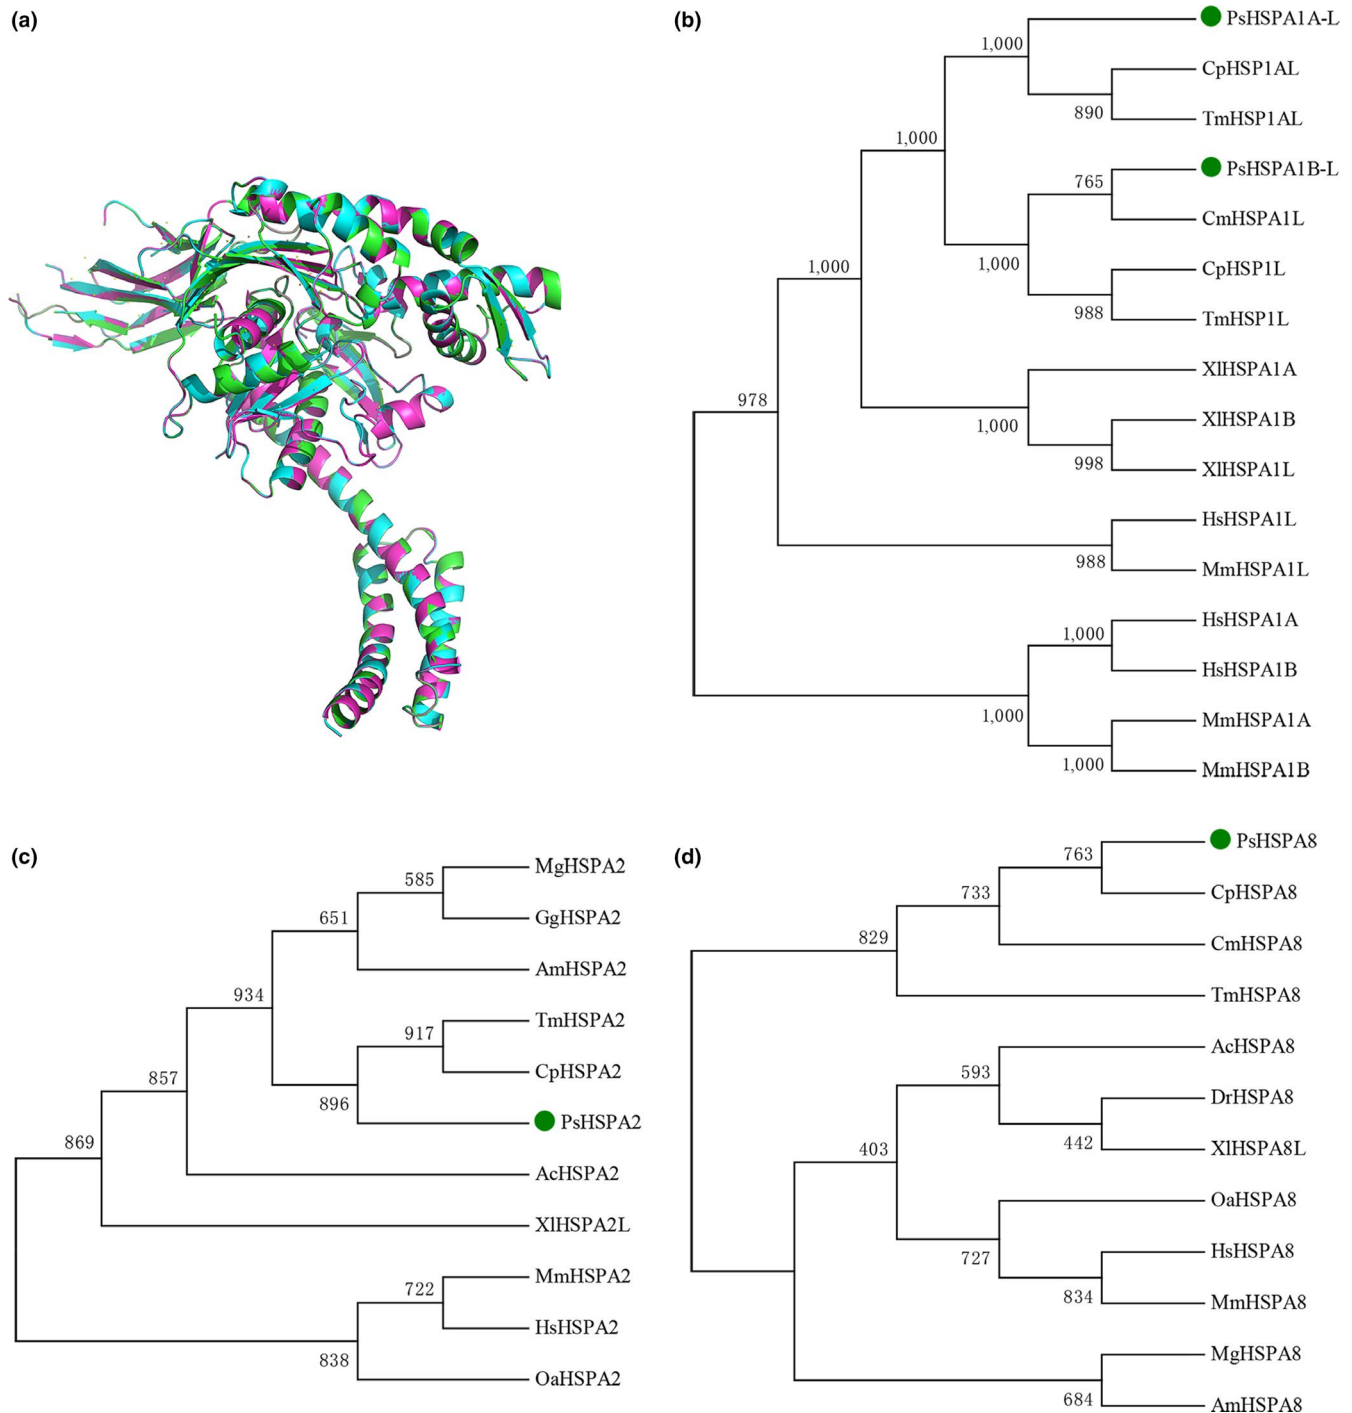 (a)
(b)
PsHSPA1A-L
1,000
CpHSP1AL
890
TmHSP1AL
1,000
PsHSPA1B-L
765
CmHSPA1L
1,000
CpHSP1L
1,000
988
TmHSP1L
XlHSPA1A
978
XlHSPA1B
1,000
998
XlHSPA1L
HsHSPA1L
988
MmHSPA1L
HsHSPA1A
1,000
HsHSPA1B
1,000
MmHSPA1A
1,000
MmHSPA1B
(c)
MgHSPA2
585
GgHSPA2
651
AmHSPA2
934
TmHSPA2
917
CpHSPA2
857
896
PsHSPA2
869
AcHSPA2
XlHSPA2L
MmHSPA2
722
HsHSPA2
838
OaHSPA2
(d)
PsHSPA8
763
CpHSPA8
733
CmHSPA8
829
TmHSPA8
AcHSPA8
593
DrHSPA8
442
XlHSPA8L
403
OaHSPA8
727
HsHSPA8
834
MmHSPA8
MgHSPA8
684
AmHSPA8